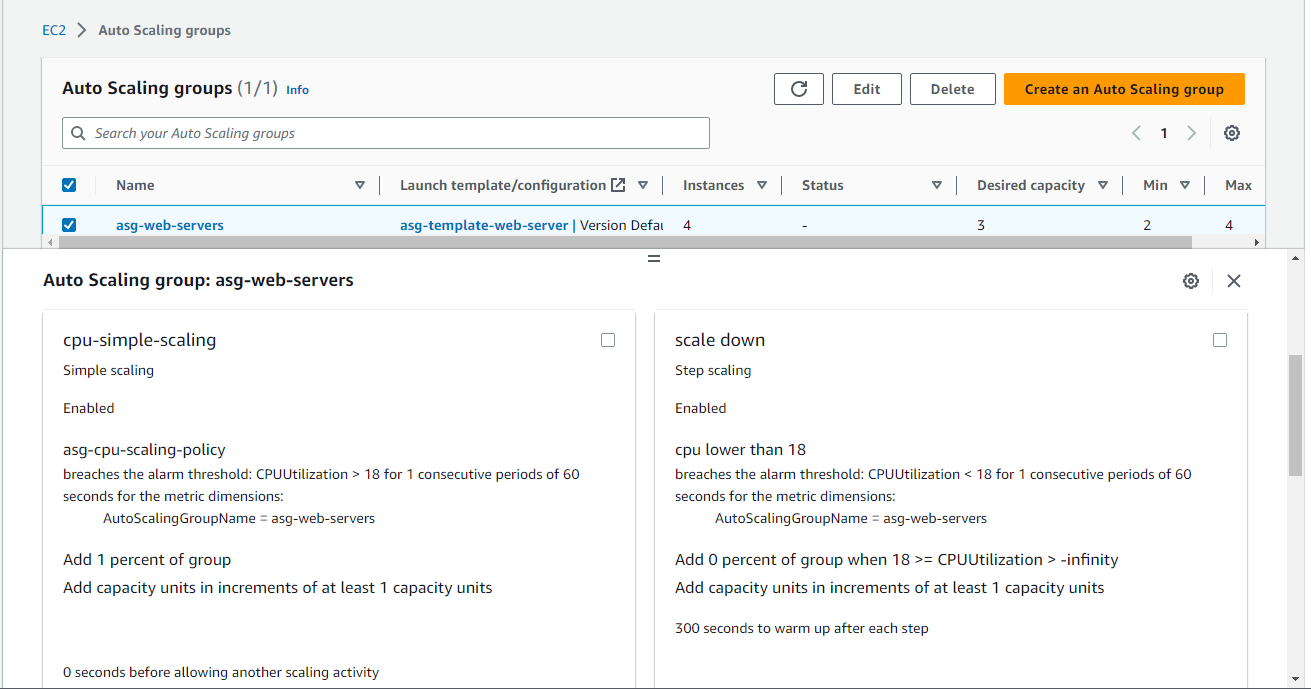 EC2 > Auto Scaling groups
Auto Scaling groups (1/1) Info
Edit Delete Create an Auto Scaling group
Search your Auto Scaling groups
1
Name Launch template/configuration Instances Status Desired capacity Min Max
asg-web-servers asg-template-web-server | Version Defau 4 - 3 2 4
Auto Scaling group: asg-web-servers
cpu-simple-scaling
Simple scaling
Enabled
asg-cpu-scaling-policy
breaches the alarm threshold: CPUUtilization > 18 for 1 consecutive periods of 60
seconds for the metric dimensions:
AutoScalingGroupName = asg-web-servers
Add 1 percent of group
Add capacity units in increments of at least 1 capacity units
0 seconds before allowing another scaling activity
scale down
Step scaling
Enabled
cpu lower than 18
breaches the alarm threshold: CPUUtilization < 18 for 1 consecutive periods of 60
seconds for the metric dimensions:
AutoScalingGroupName = asg-web-servers
Add 0 percent of group when 18 >= CPUUtilization > -infinity
Add capacity units in increments of at least 1 capacity units
300 seconds to warm up after each step